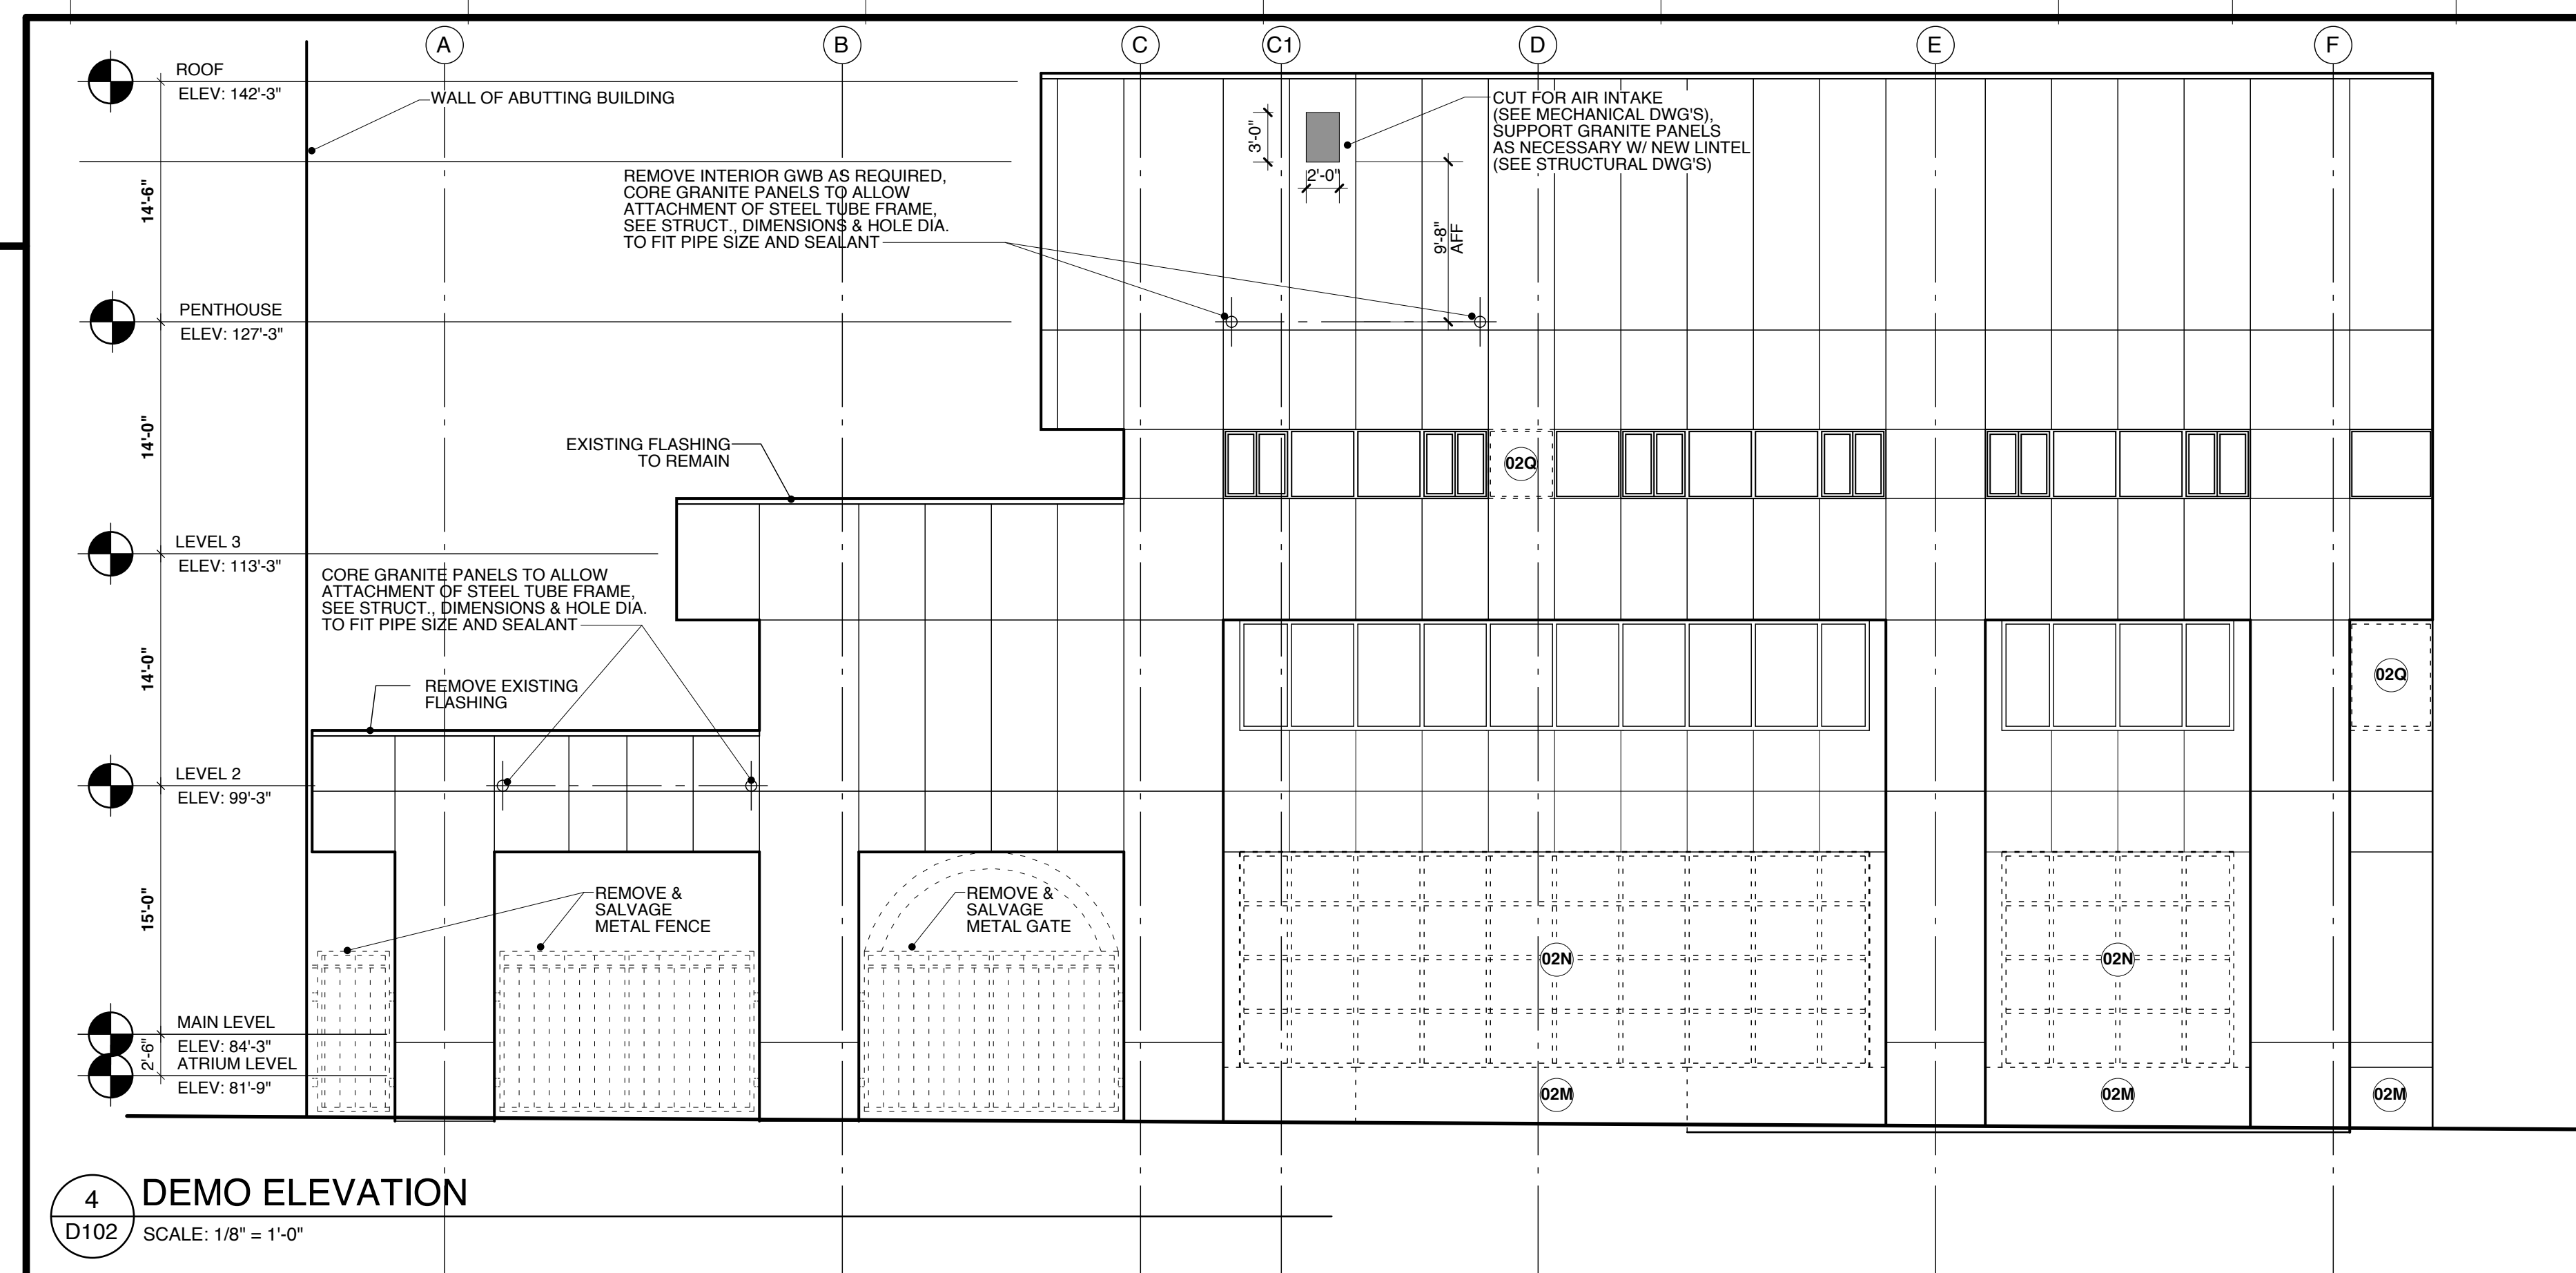 A
B
C
C1
D
E
F
ROOF
ELEV: 142'-3"
WALL OF ABUTTING BUILDING
CUT FOR AIR INTAKE
(SEE MECHANICAL DWG'S),
SUPPORT GRANITE PANELS
AS NECESSARY W/ NEW LINTEL
(SEE STRUCTURAL DWG'S)
3'-0"
2'-0"
9'-8"
AFF
REMOVE INTERIOR GWB AS REQUIRED,
CORE GRANITE PANELS TO ALLOW
ATTACHMENT OF STEEL TUBE FRAME,
SEE STRUCT., DIMENSIONS & HOLE DIA.
TO FIT PIPE SIZE AND SEALANT
14'-6"
PENTHOUSE
ELEV: 127'-3"
14'-0"
EXISTING FLASHING
TO REMAIN
02Q
LEVEL 3
ELEV: 113'-3"
CORE GRANITE PANELS TO ALLOW
ATTACHMENT OF STEEL TUBE FRAME,
SEE STRUCT., DIMENSIONS & HOLE DIA.
TO FIT PIPE SIZE AND SEALANT
14'-0"
REMOVE EXISTING
FLASHING
02Q
LEVEL 2
ELEV: 99'-3"
15'-0"
REMOVE &
SALVAGE
METAL FENCE
REMOVE &
SALVAGE
METAL GATE
02N
02N
MAIN LEVEL
ELEV: 84'-3"
2'-6"
ATRIUM LEVEL
ELEV: 81'-9"
02M
02M
02M
4
D102
DEMO ELEVATION
SCALE: 1/8" = 1'-0"